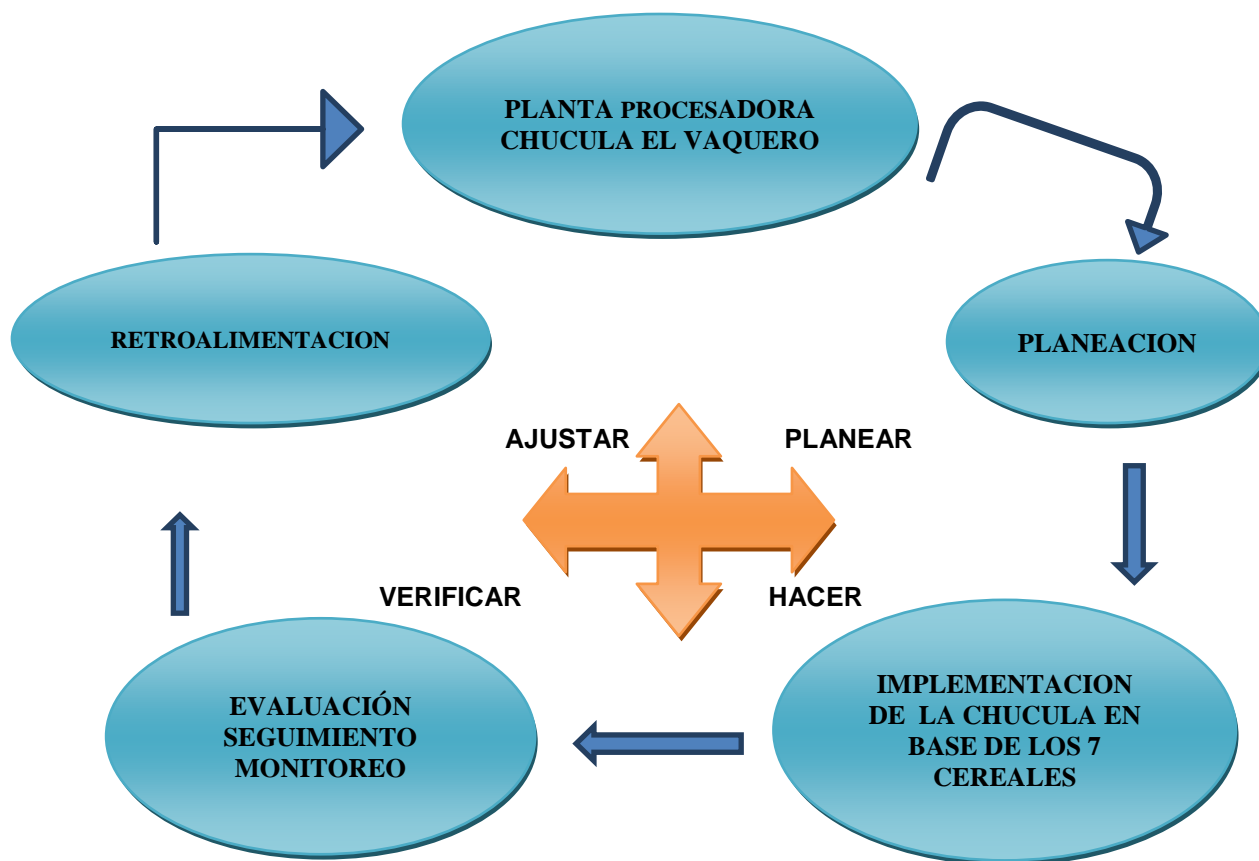 PLANTA PROCESADORA
CHUCULA EL VAQUERO
RETROALIMENTACION
PLANEACION
AJUSTAR
PLANEAR
VERIFICAR
HACER
EVALUACIÓN
SEGUIMIENTO
MONITOREO
IMPLEMENTACION
DE LA CHUCULA EN
BASE DE LOS 7
CEREALES